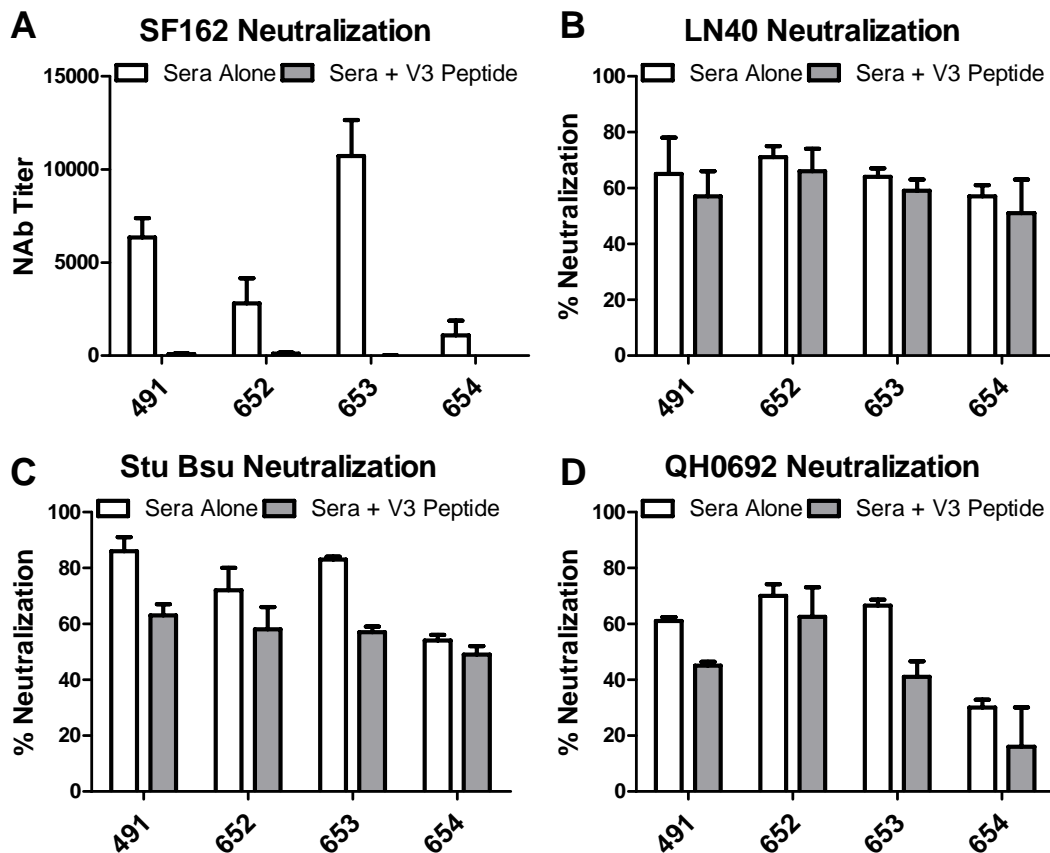 A
SF162 Neutralization
Sera Alone Sera + V3 Peptide
NAb Titer
15000
10000
5000
0
491 652 653 654
B
LN40 Neutralization
Sera Alone Sera + V3 Peptide
% Neutralization
100
80
60
40
20
0
491 652 653 654
C
Stu Bsu Neutralization
Sera Alone Sera + V3 Peptide
% Neutralization
100
80
60
40
20
0
491 652 653 654
D
QH0692 Neutralization
Sera Alone Sera + V3 Peptide
% Neutralization
100
80
60
40
20
0
491 652 653 654